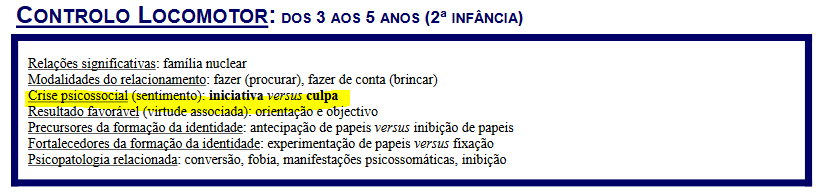 CONTROLO LOCOMOTOR: DOS 3 AOS 5 ANOS (2ª INFÂNCIA)
Relações significativas: família nuclear
Modalidades do relacionamento: fazer (procurar), fazer de conta (brincar)
Crise psicossocial (sentimento): iniciativa versus culpa
Resultado favorável (virtude associada): orientação e objectivo
Precursores da formação da identidade: antecipação de papeis versus inibição de papeis
Fortalecedores da formação da identidade: experimentação de papeis versus fixação
Psicopatologia relacionada: conversão, fobia, manifestações psicossomáticas, inibição